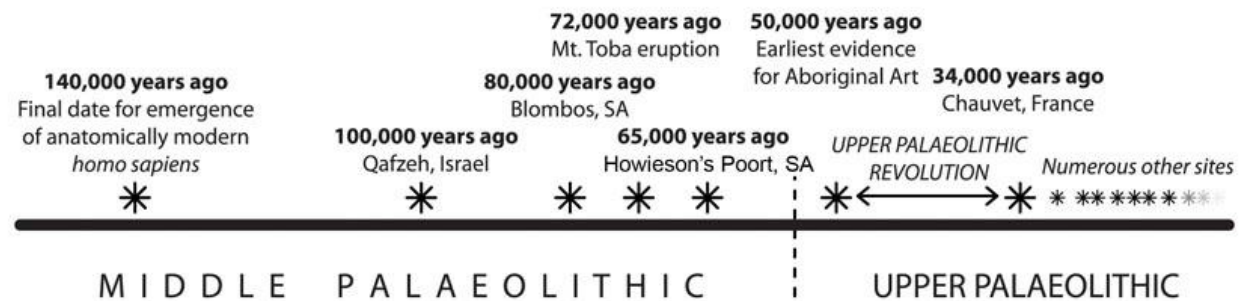 140,000 years ago
Final date for emergence
of anatomically modern
homo sapiens
100,000 years ago
Qafzeh, Israel
80,000 years ago
Blombos, SA
72,000 years ago
Mt. Toba eruption
65,000 years ago
Howieson's Poort, SA
50,000 years ago
Earliest evidence
for Aboriginal Art
UPPER PALAEOLITHIC
REVOLUTION
34,000 years ago
Chauvet, France
Numerous other sites
MIDDLE PALAEOLITHIC
UPPER PALAEOLITHIC